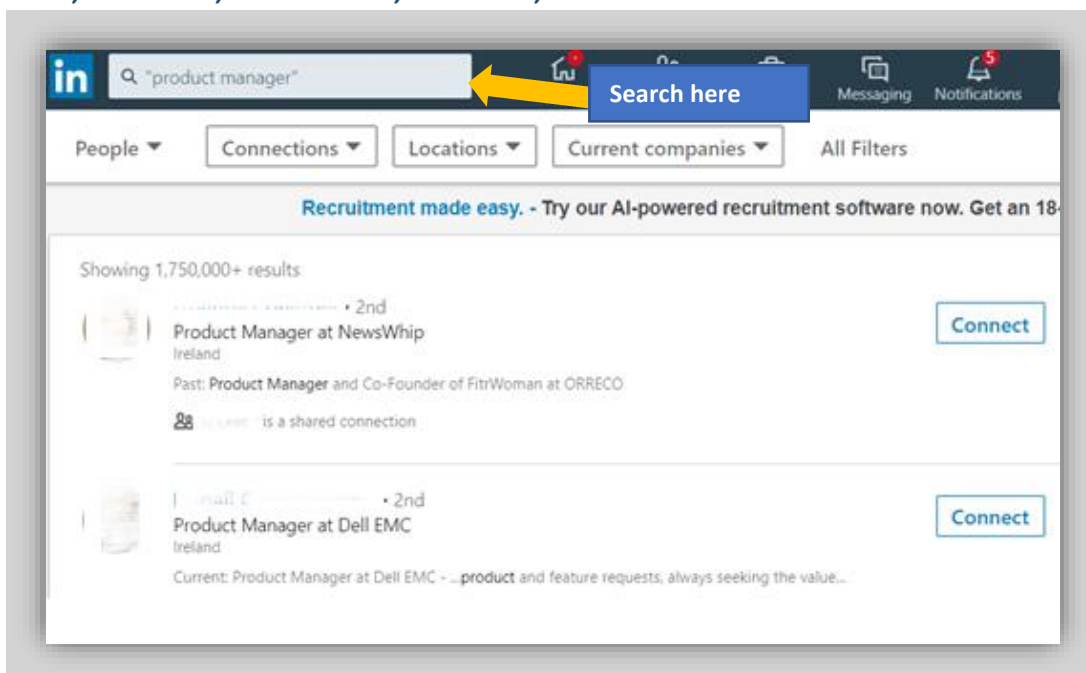 in "product manager"
Search here
Messaging
5
Notifications
People Connections Locations Current companies All Filters
Recruitment made easy. - Try our AI-powered recruitment software now. Get an 18-
Showing 1,750,000+ results
• 2nd
Product Manager at NewsWhip
Ireland
Connect
Past: Product Manager and Co-Founder of FitrWoman at ORRECO
is a shared connection
• 2nd
Product Manager at Dell EMC
Ireland
Connect
Current: Product Manager at Dell EMC - ...product and feature requests, always seeking the value...